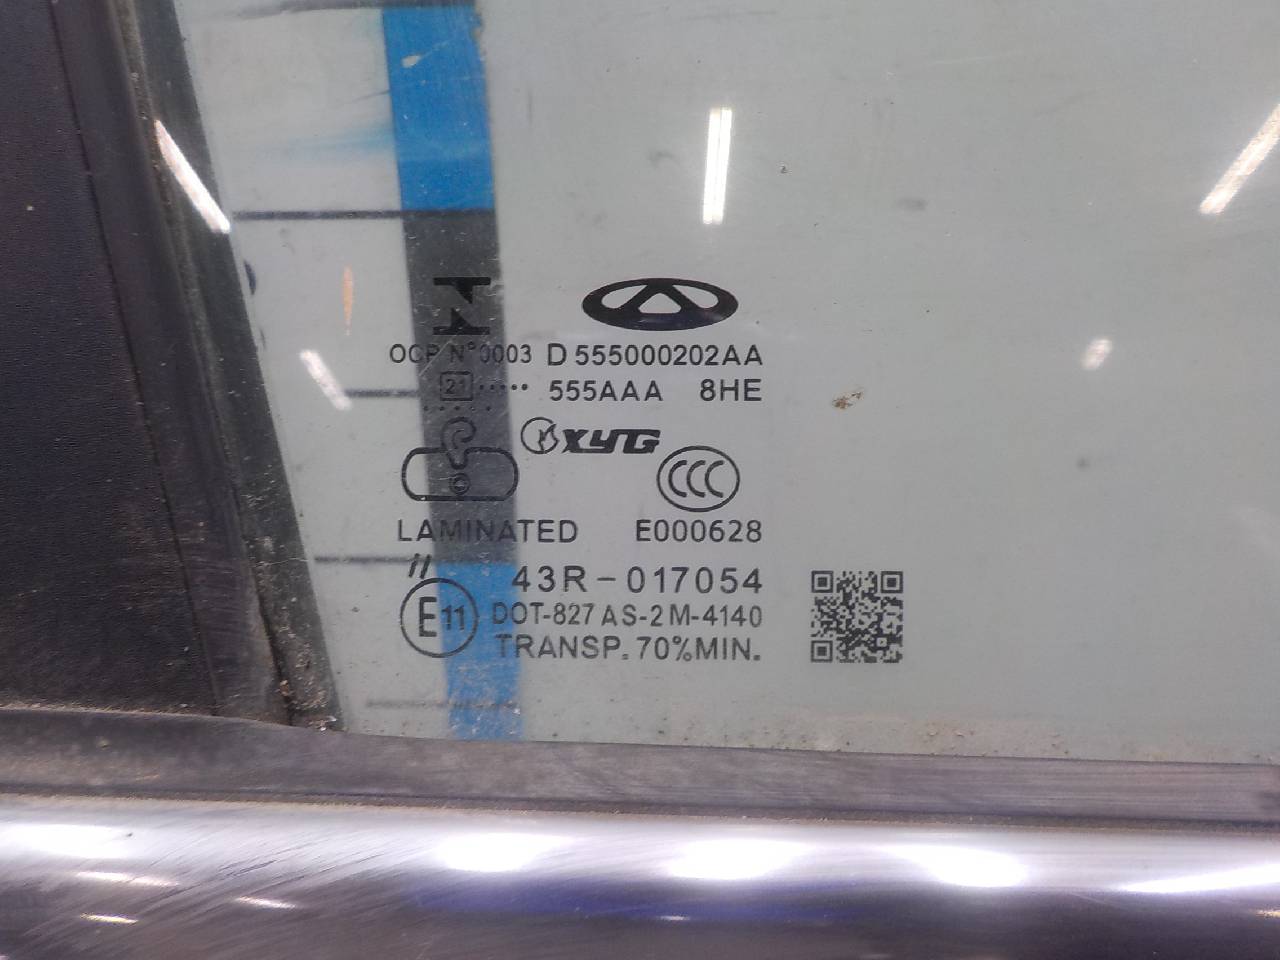 OCP N°0003 D 555000202AA
21 ..... 555AAA 8HE
XYG
CCC
LAMINATED E000628
//
43R-017054
E11 DOT-827 AS-2 M-4140
TRANSP. 70%MIN.